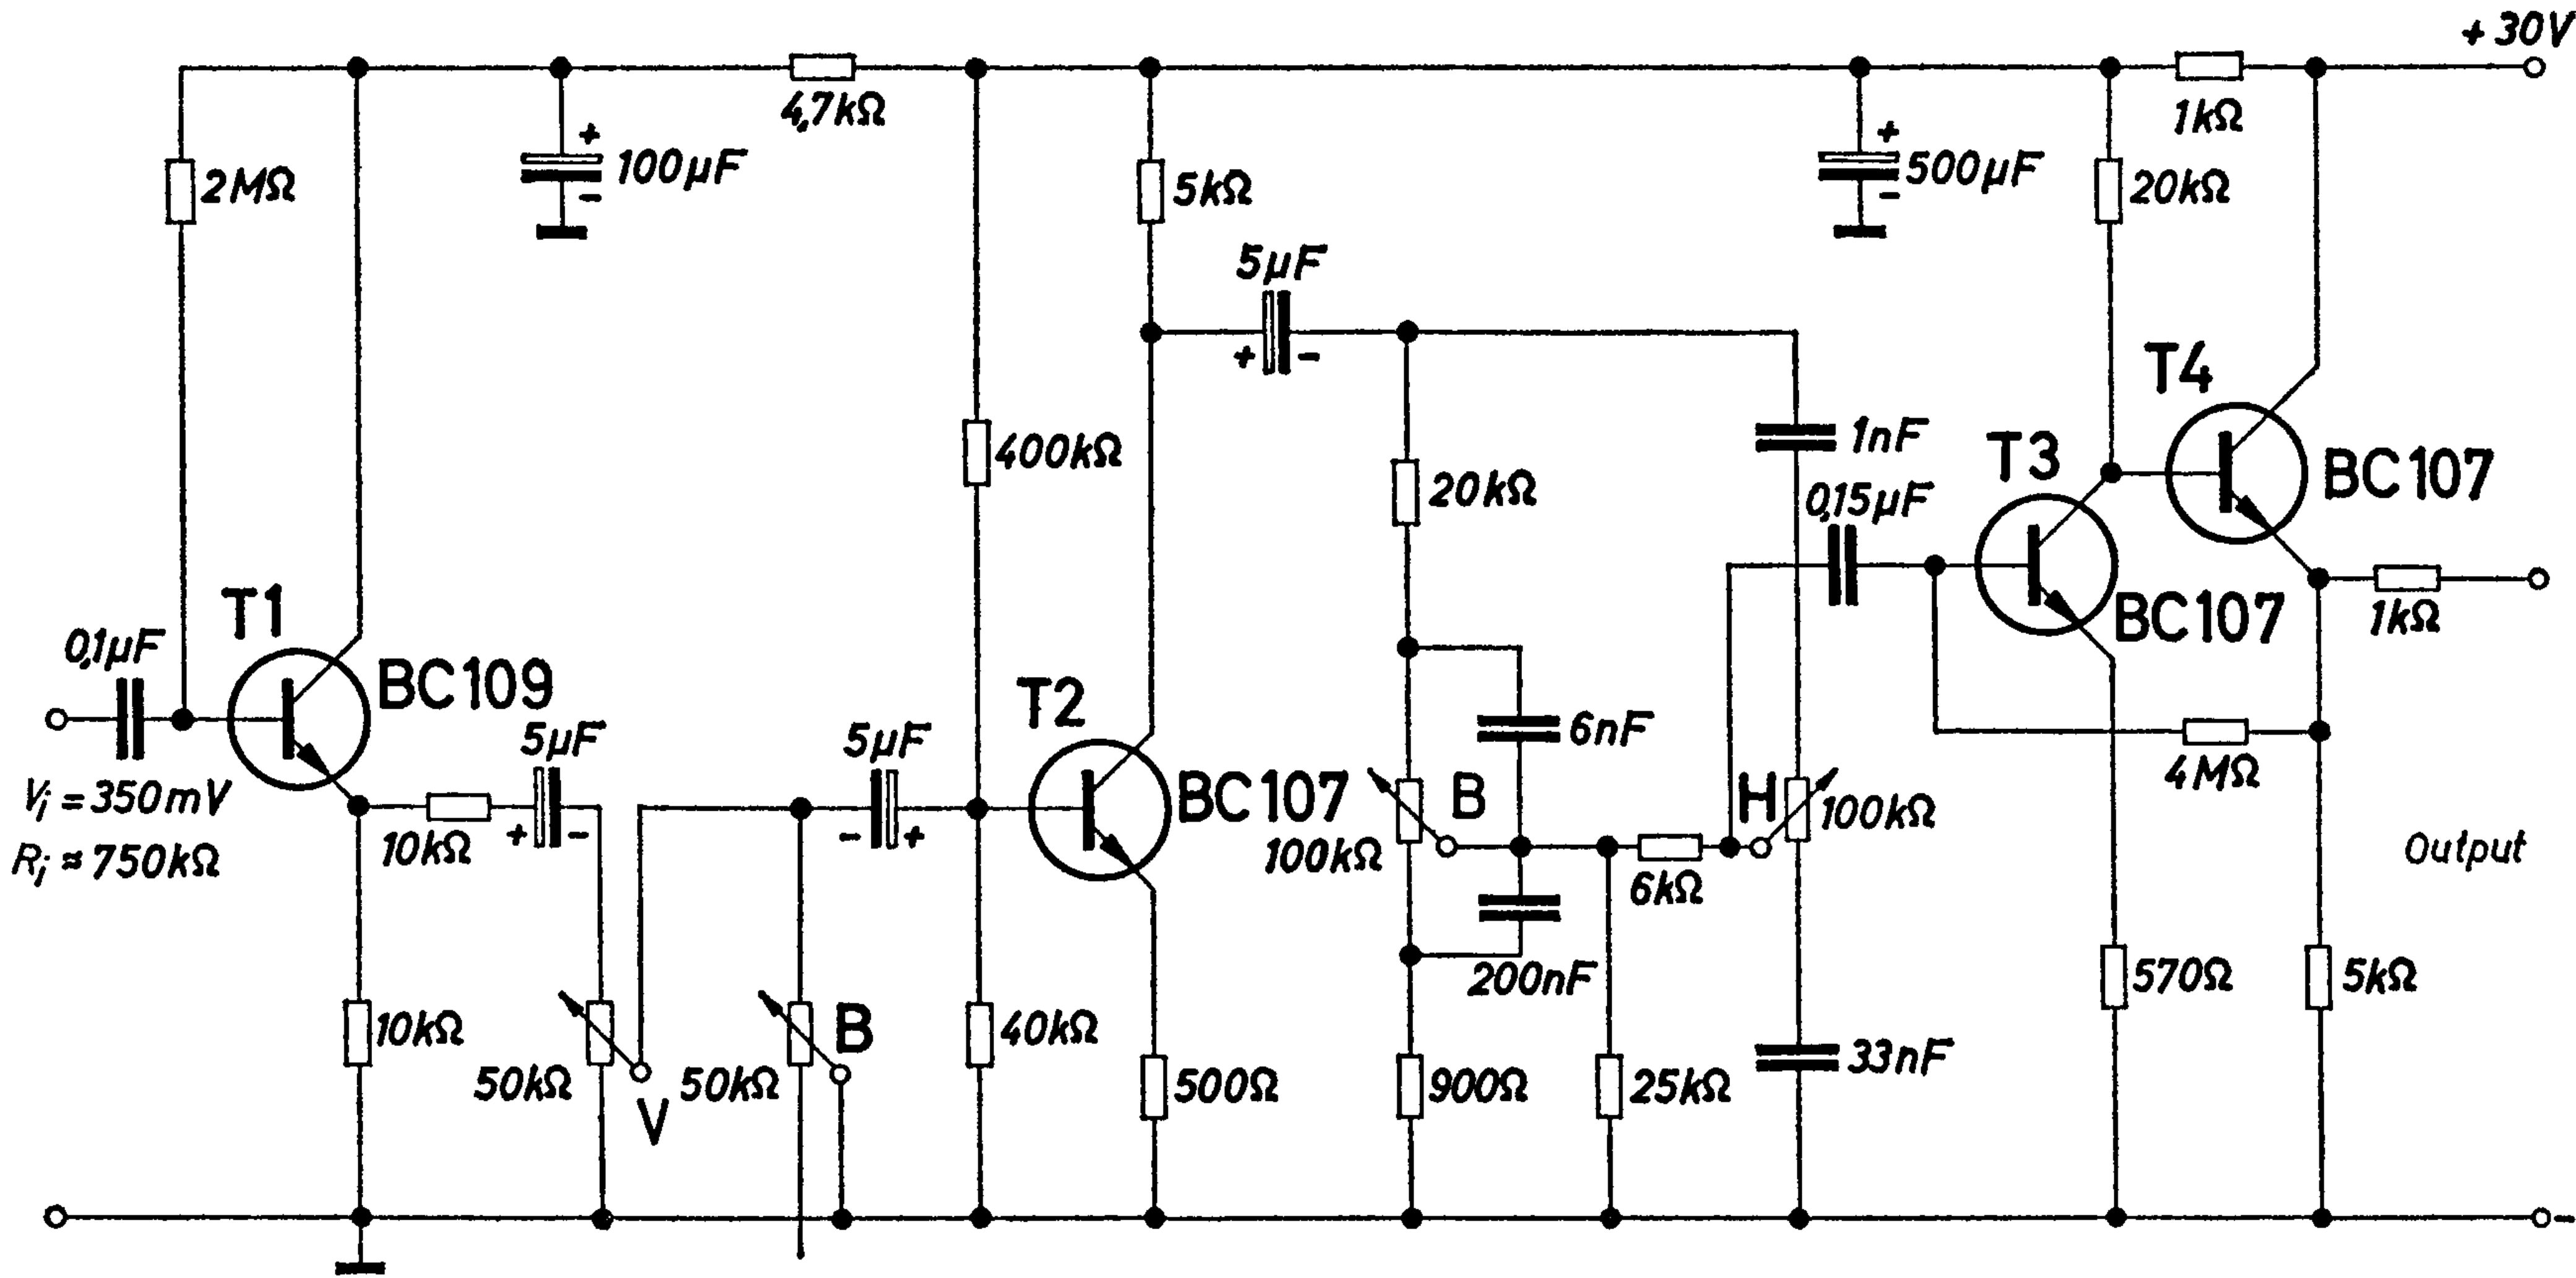 + 30V
4,7kΩ
1kΩ
2MΩ
100µF
+
-
5kΩ
500µF
+
-
20kΩ
5µF
+ -
T4
BC107
400kΩ
20kΩ
1nF
T3
0,15µF
BC107
1kΩ
T1
0,1µF
BC109
Vi = 350mV
Ri ≈ 750kΩ
5µF
+ -
10kΩ
5µF
- +
T2
BC107
6nF
B
H
100kΩ
100kΩ
4MΩ
Output
6kΩ
200nF
570Ω
5kΩ
10kΩ
50kΩ
V
50kΩ
B
40kΩ
500Ω
900Ω
25kΩ
33nF
-